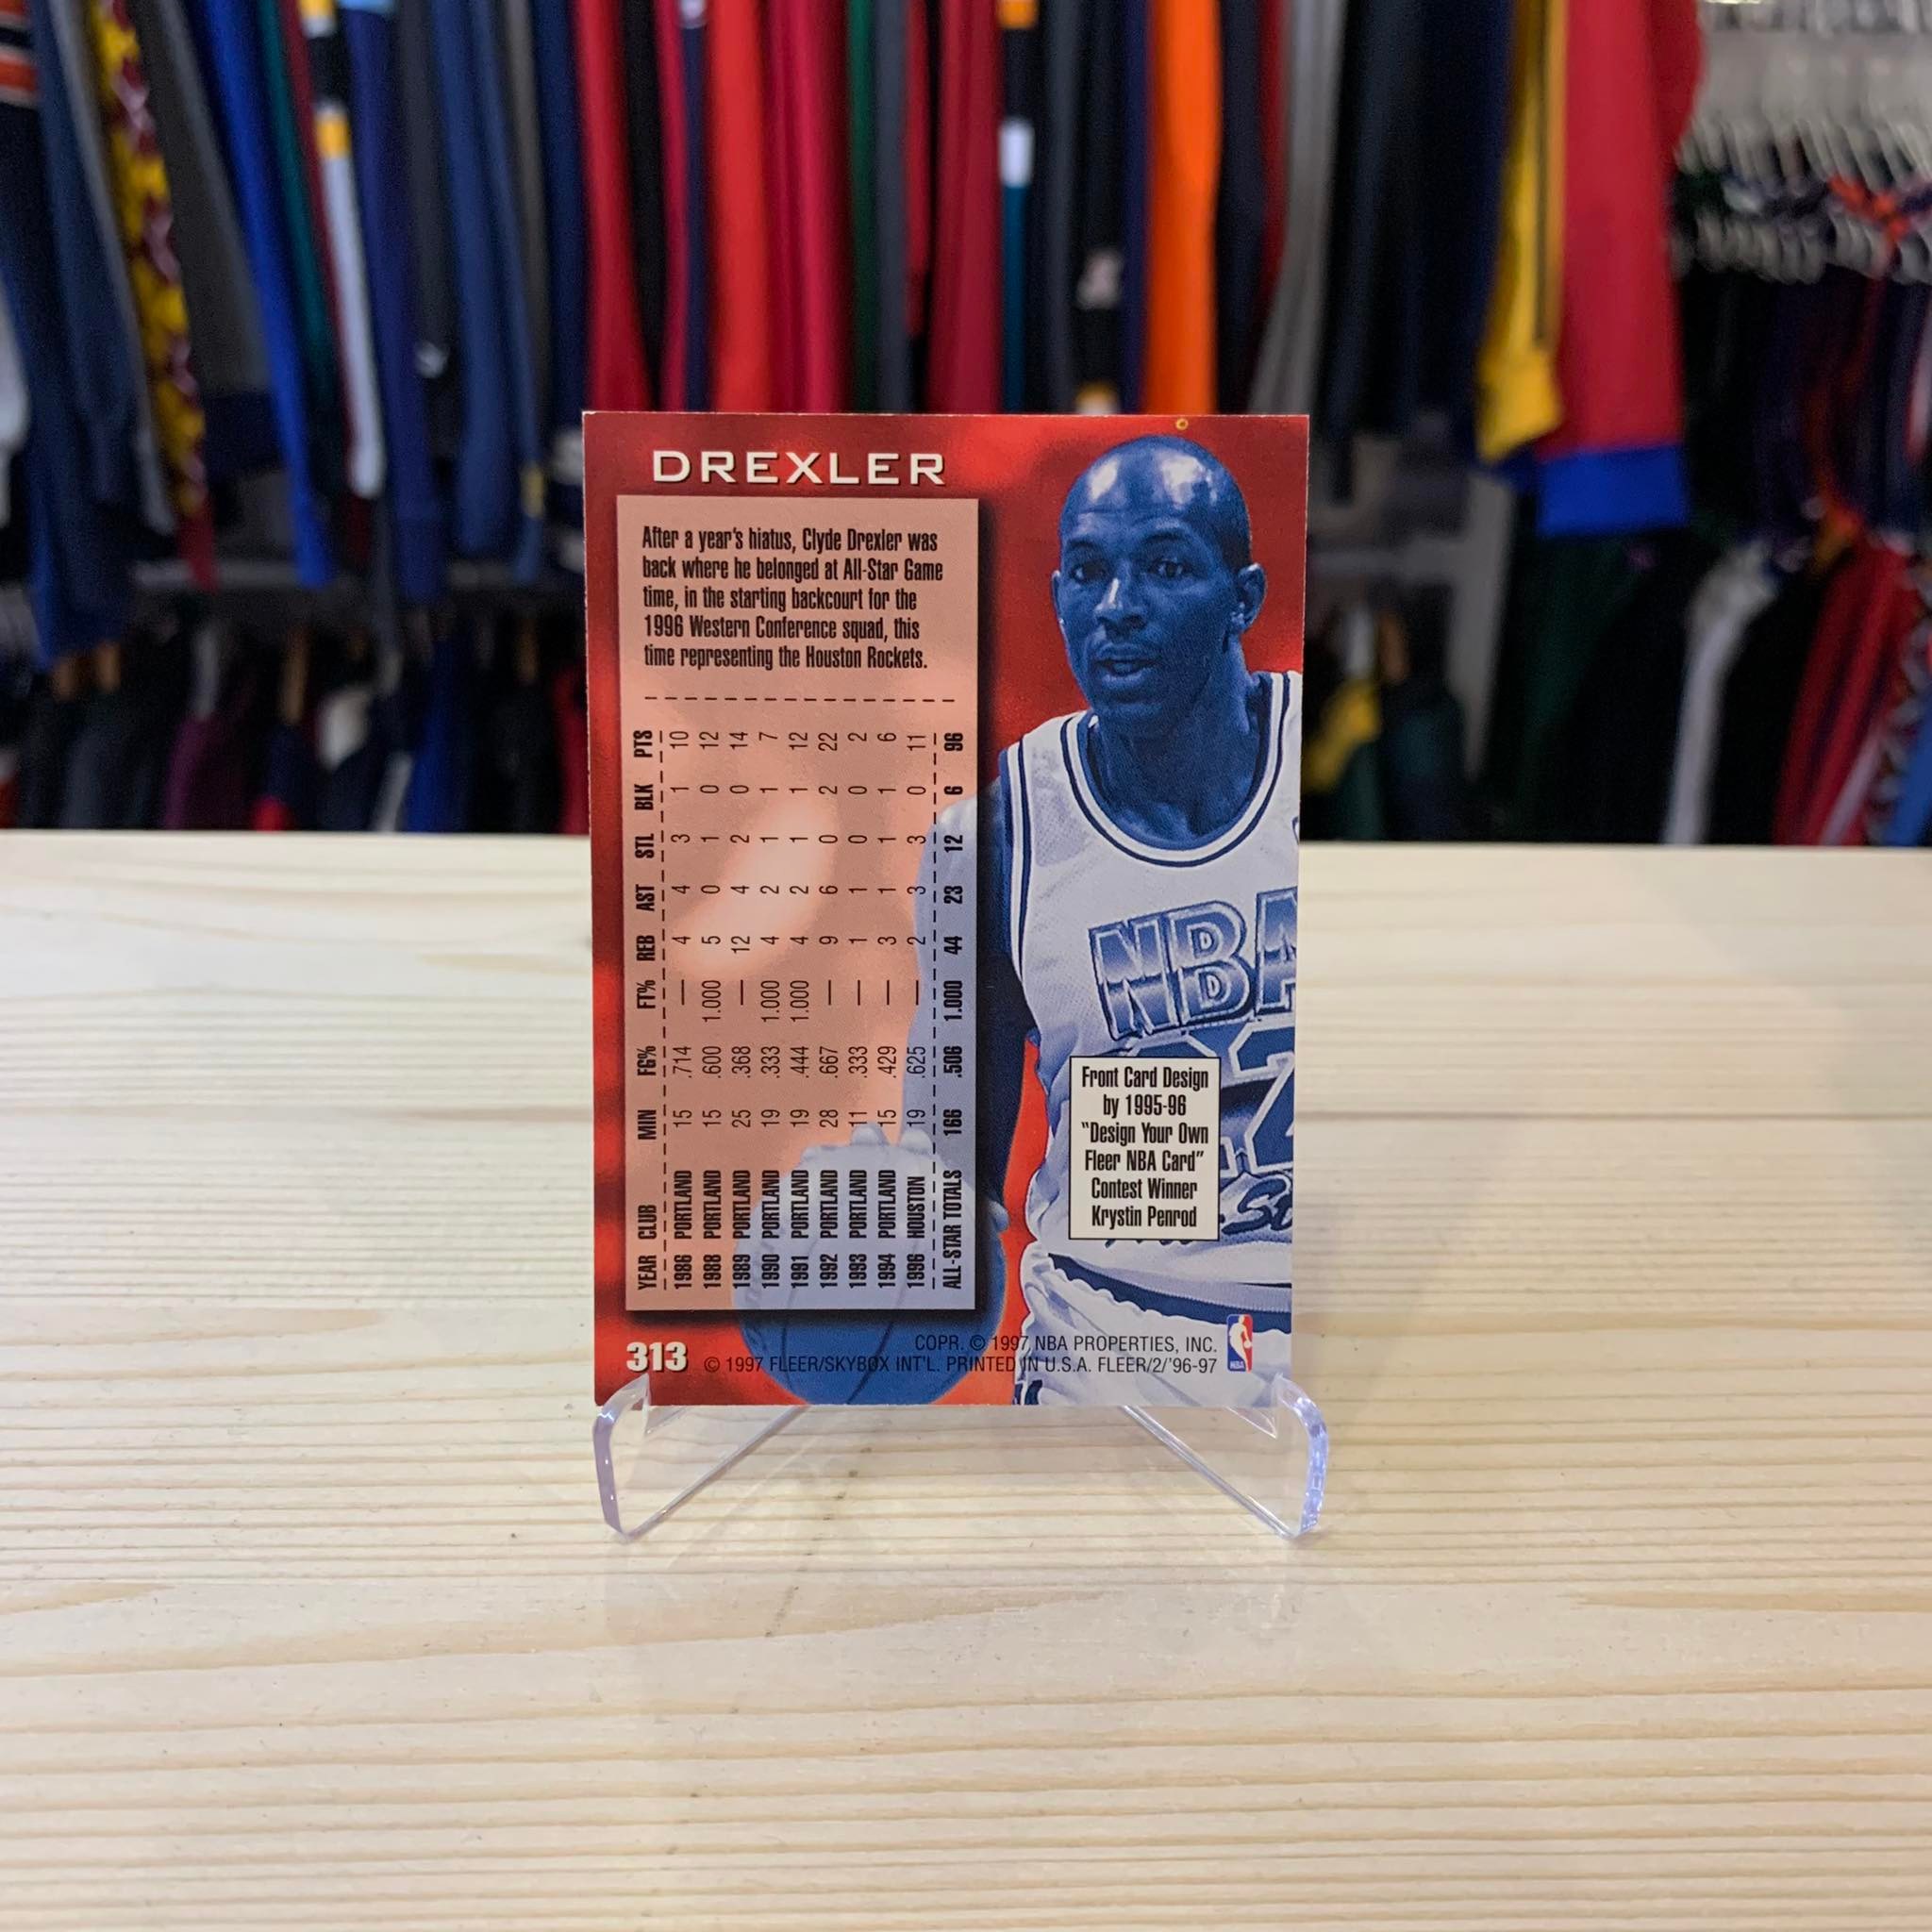 DREXLER
After a year's hiatus, Clyde Drexler was
back where he belonged at All-Star Game
time, in the starting backcourt for the
1996 Western Conference squad, this
time representing the Houston Rockets.
YEAR CLUB MIN FG% FT% REB AST STL BLK PTS
1986 PORTLAND 15 .714 — 4 4 3 1 10
1988 PORTLAND 15 .600 1.000 5 0 1 0 12
1989 PORTLAND 25 .368 — 12 4 2 0 14
1990 PORTLAND 19 .333 1.000 4 2 1 1 7
1991 PORTLAND 19 .444 1.000 4 2 1 1 12
1992 PORTLAND 28 .667 — 9 6 0 2 22
1993 PORTLAND 11 .333 — 1 1 0 0 2
1994 PORTLAND 15 .429 — 3 1 1 1 6
1996 HOUSTON 19 .625 — 2 3 3 0 11
ALL-STAR TOTALS 166 .506 1.000 44 23 12 6 96
NBA
Front Card Design
by 1995-96
"Design Your Own
Fleer NBA Card"
Contest Winner
Krystin Penrod
313
COPR. © 1997 NBA PROPERTIES, INC.
© 1997 FLEER/SKYBOX INT'L. PRINTED IN U.S.A. FLEER/2/'96-97
NBA